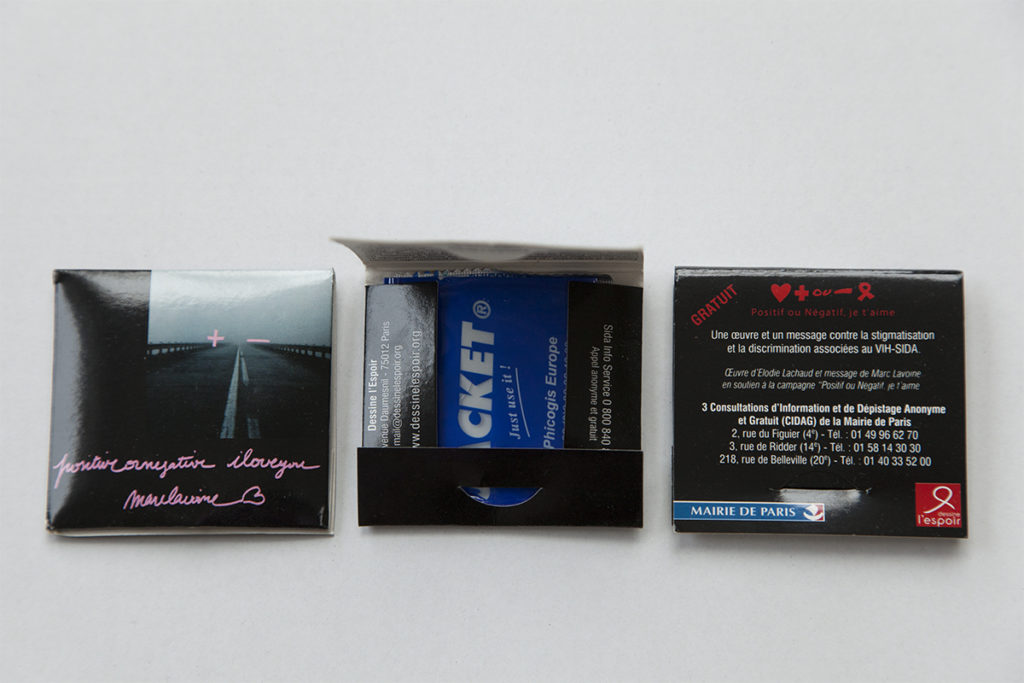 + −
positive or negative i love you
Marc Lavoine
Dessine l'Espoir
venue Daumesnil - 75012 Paris
mail@dessinelespoir.org
www.dessinelespoir.org
CKET®
Just use it !
Phicogis Europe
Sida Info Service 0 800 840
Appel anonyme et gratuit
GRATUIT
♥ + ou −
Positif ou Négatif, je t'aime
Une œuvre et un message contre la stigmatisation
et la discrimination associées au VIH-SIDA.
Œuvre d'Elodie Lachaud et message de Marc Lavoine
en soutien à la campagne "Positif ou Negatif, je t'aime
3 Consultations d'Information et de Dépistage Anonyme
et Gratuit (CIDAG) de la Mairie de Paris
2, rue du Figuier (4e) - Tél. : 01 49 96 62 70
3, rue de Ridder (14e) - Tél. : 01 58 14 30 30
218, rue de Belleville (20e) - Tél. : 01 40 33 52 00
MAIRIE DE PARIS
dessine
l'espoir